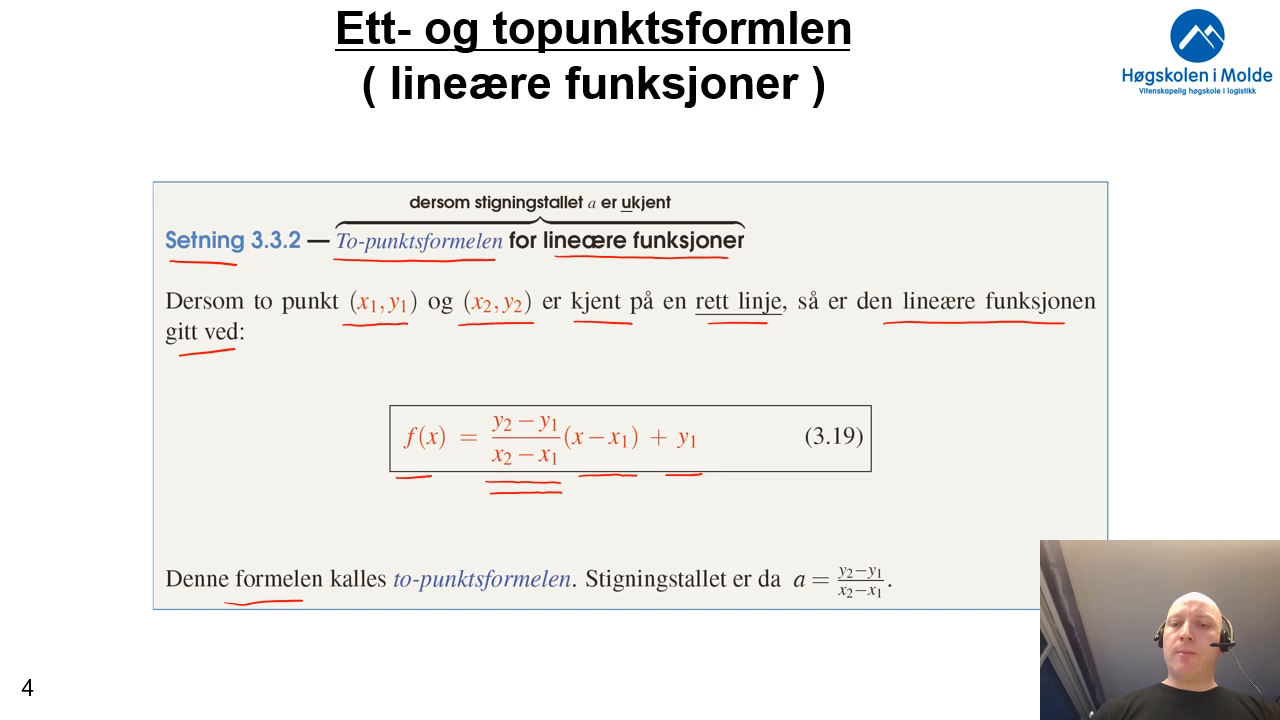 Ett- og topunktsformlen
( lineære funksjoner )
Høgskolen i Molde
Vitenskapelig høgskole i logistikk
dersom stigningstallet a er ukjent
Setning 3.3.2 — To-punktsformelen for lineære funksjoner
Dersom to punkt (x₁, y₁) og (x₂, y₂) er kjent på en rett linje, så er den lineære funksjonen
gitt ved:
f(x) = \frac{y₂ − y₁}{x₂ − x₁}(x − x₁) + y₁ (3.19)
Denne formelen kalles to-punktsformelen. Stigningstallet er da a = \frac{y₂−y₁}{x₂−x₁}.
4